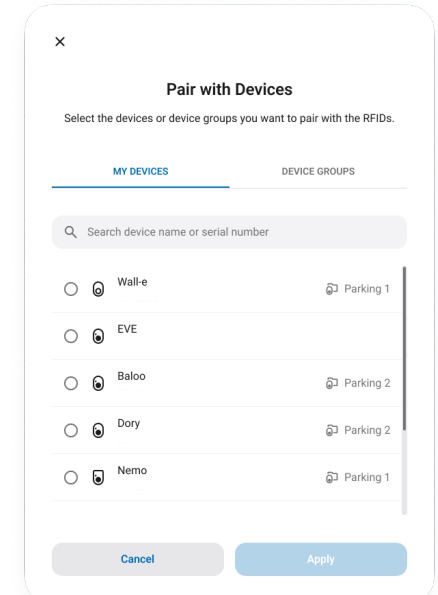 Pair with Devices
Select the devices or device groups you want to pair with the RFIDs.
MY DEVICES DEVICE GROUPS
Search device name or serial number
Wall-e Parking 1
EVE
Baloo Parking 2
Dory Parking 2
Nemo Parking 1
Cancel Apply